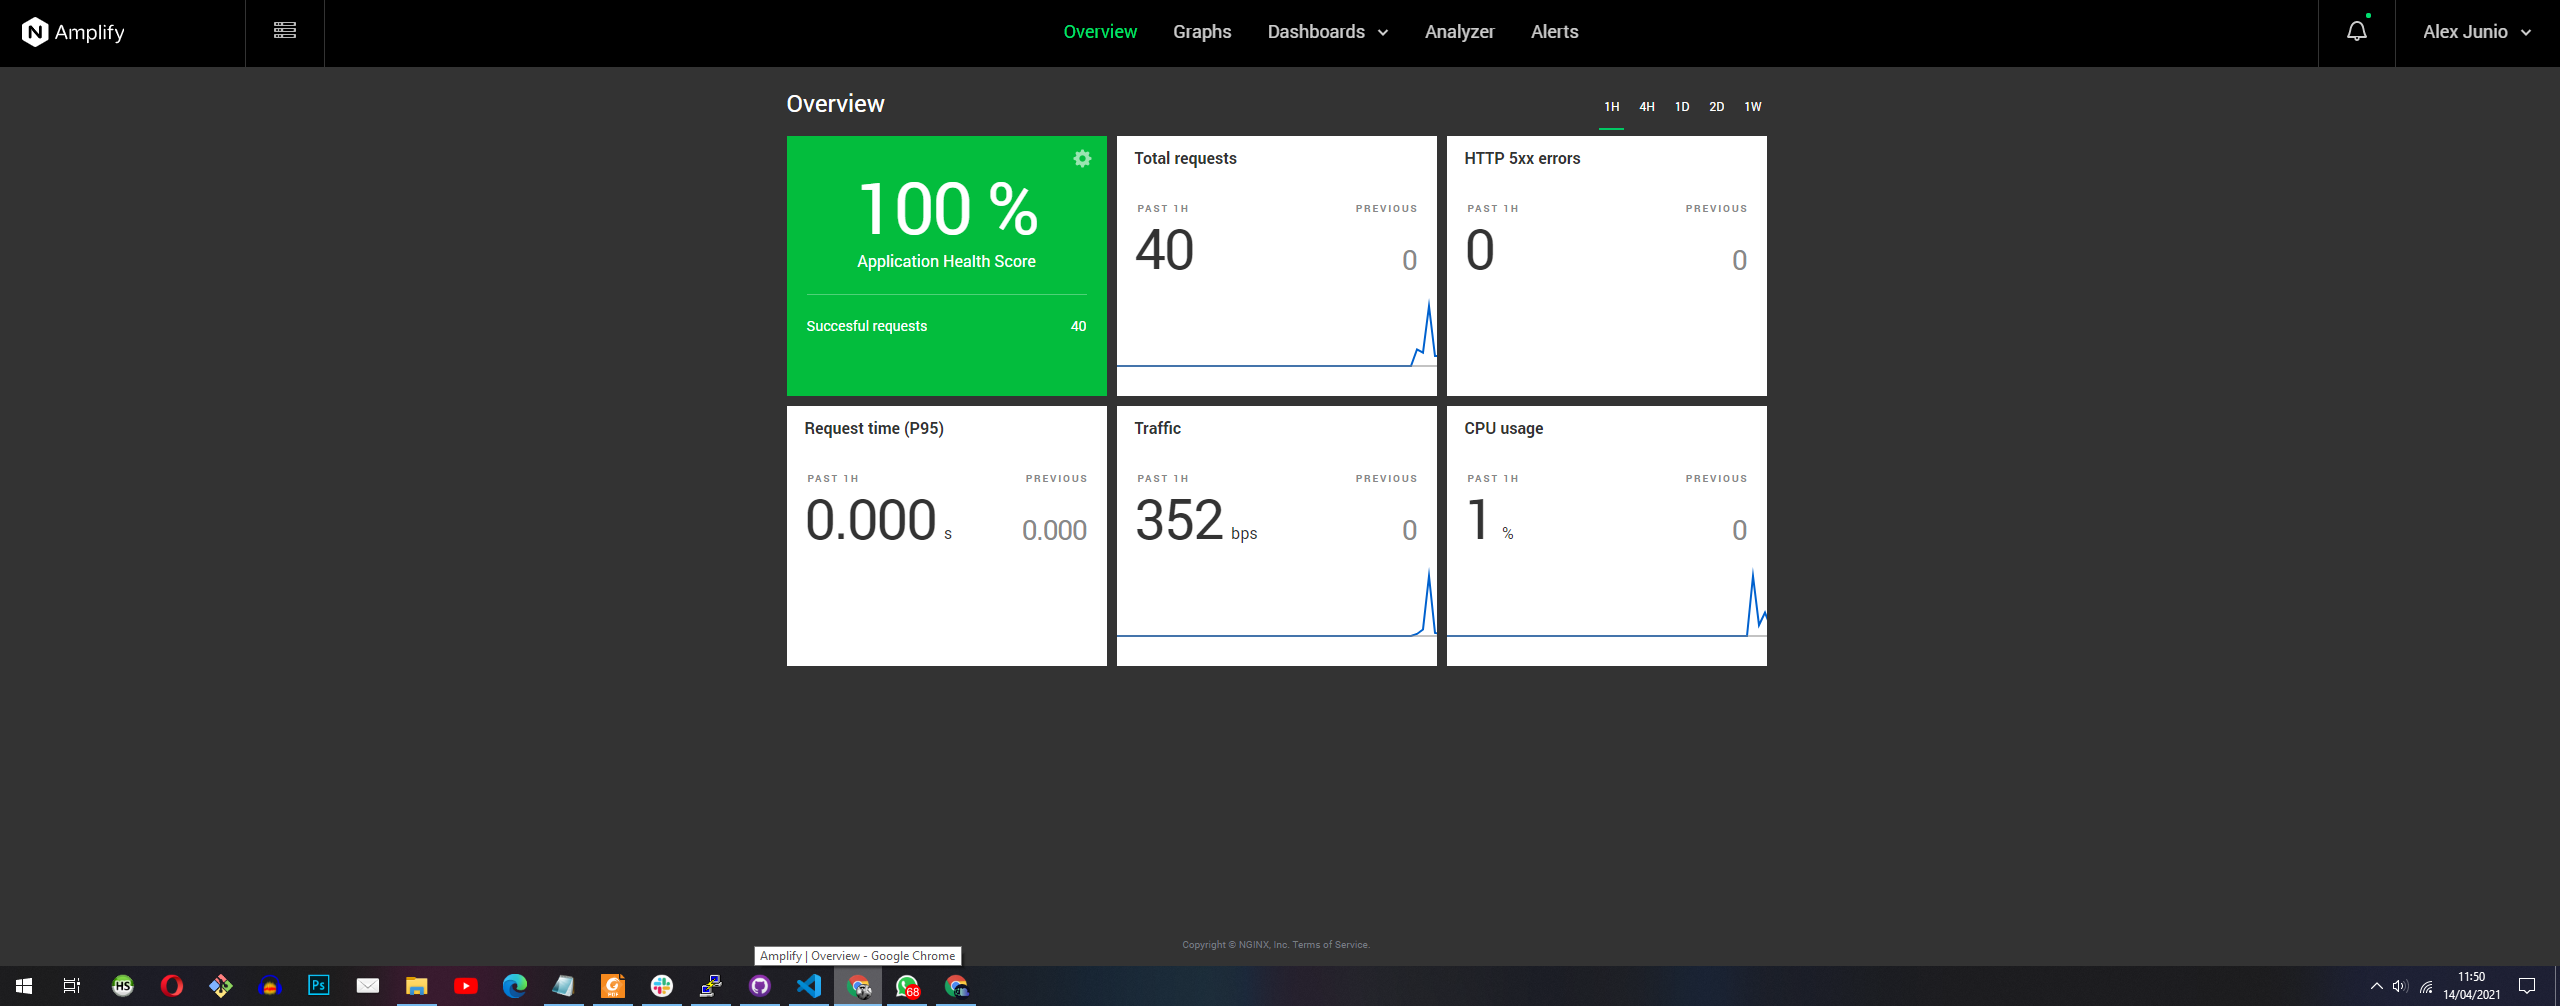 Amplify
Overview Graphs Dashboards Analyzer Alerts
Alex Junio
Overview
1H 4H 1D 2D 1W
100 %
Application Health Score
Succesful requests 40
Total requests
PAST 1H PREVIOUS
40 0
HTTP 5xx errors
PAST 1H PREVIOUS
0 0
Request time (P95)
PAST 1H PREVIOUS
0.000 s 0.000
Traffic
PAST 1H PREVIOUS
352 bps 0
CPU usage
PAST 1H PREVIOUS
1 % 0
Copyright © NGINX, Inc. Terms of Service.
Amplify | Overview - Google Chrome
HS
Ps
PDF
68
11:50
14/04/2021